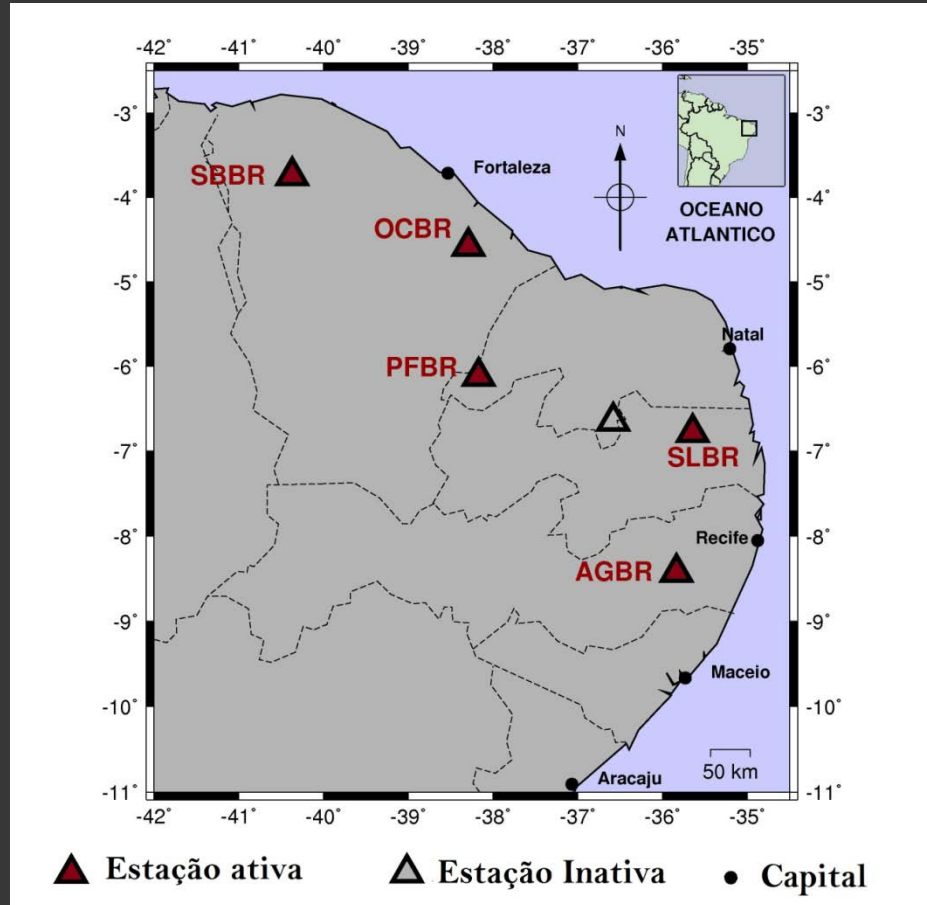 -42˚ -41˚ -40˚ -39˚ -38˚ -37˚ -36˚ -35˚
-3˚ -3˚
N
SBBR
Fortaleza
-4˚ -4˚
OCEANO
ATLANTICO
OCBR
-5˚ -5˚
Natal
-6˚ -6˚
PFBR
-7˚ -7˚
SLBR
-8˚ -8˚
Recife
AGBR
-9˚ -9˚
Maceio
-10˚ -10˚
50 km
Aracaju
-11˚ -11˚
-42˚ -41˚ -40˚ -39˚ -38˚ -37˚ -36˚ -35˚
Estação ativa Estação Inativa Capital